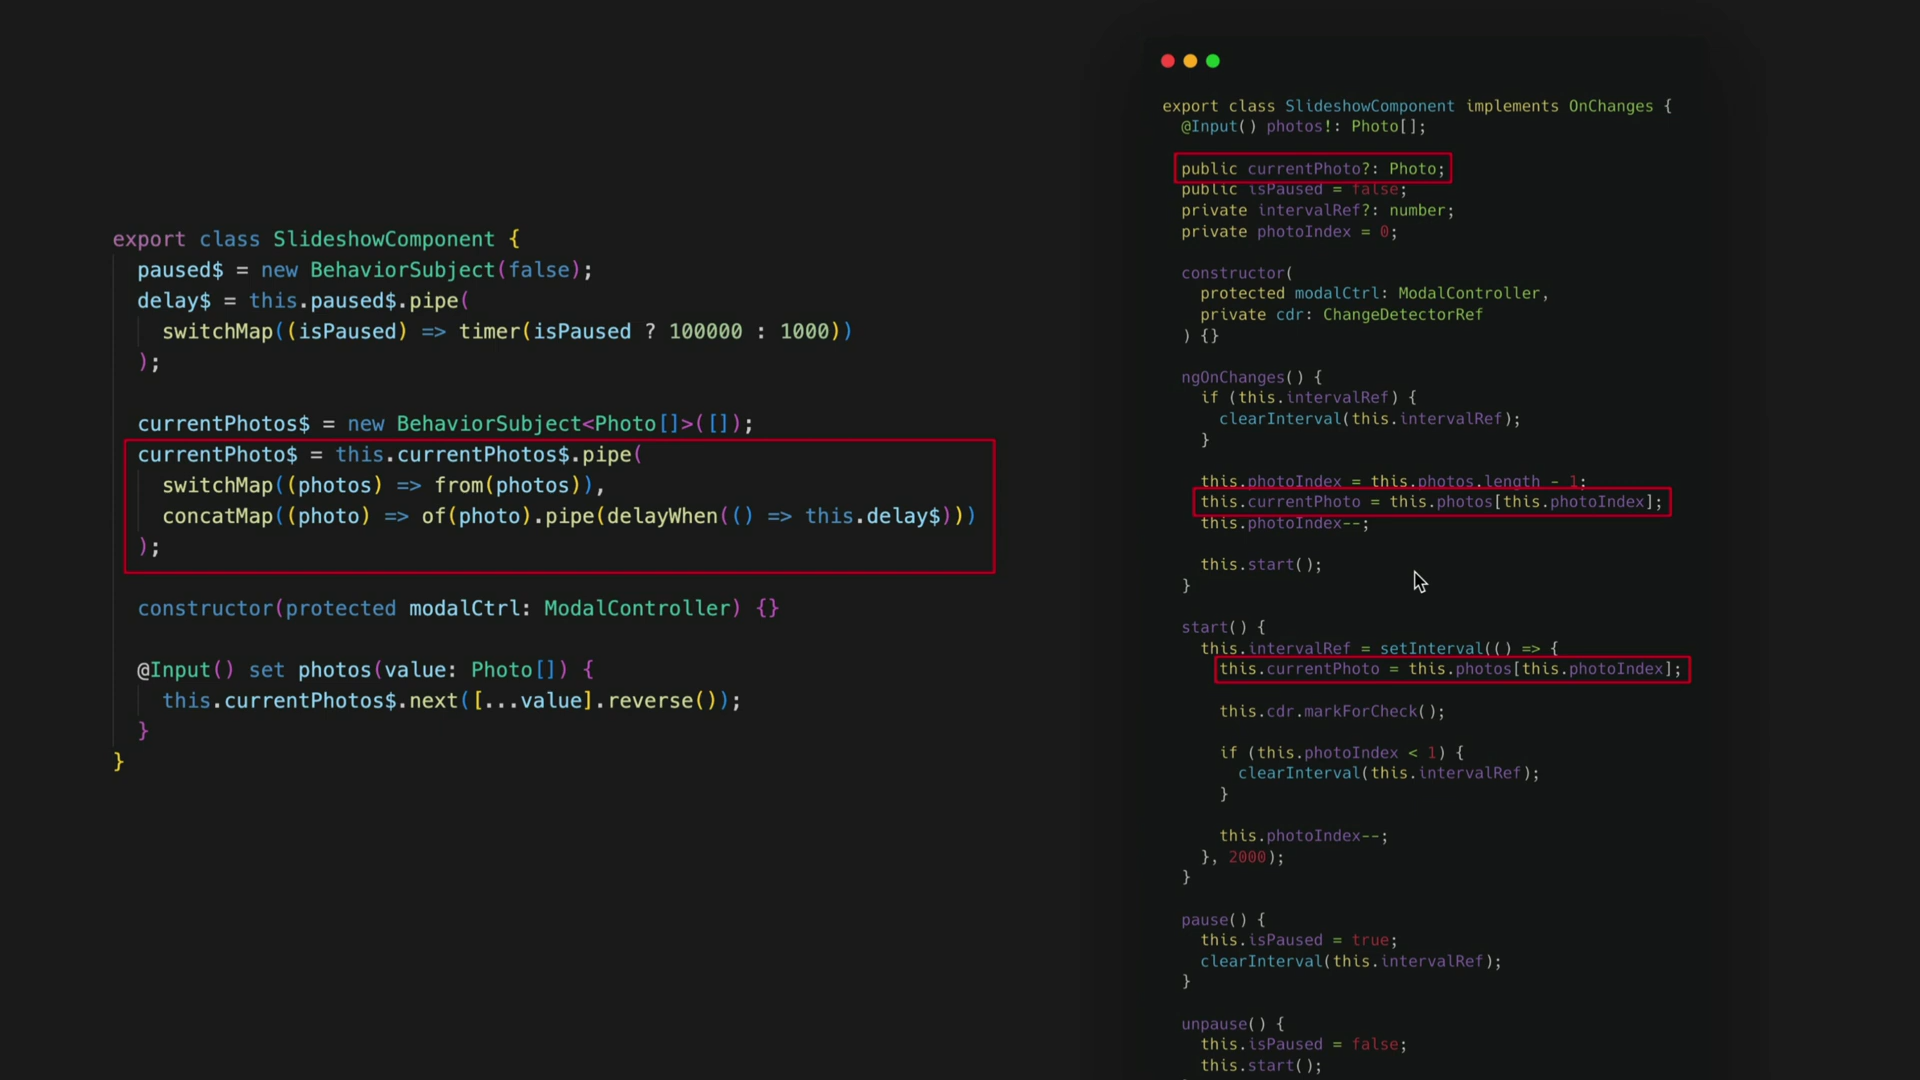 export class SlideshowComponent {
  paused$ = new BehaviorSubject(false);
  delay$ = this.paused$.pipe(
    switchMap((isPaused) => timer(isPaused ? 100000 : 1000))
  );

  currentPhotos$ = new BehaviorSubject<Photo[]>([]);
  currentPhoto$ = this.currentPhotos$.pipe(
    switchMap((photos) => from(photos)),
    concatMap((photo) => of(photo).pipe(delayWhen(() => this.delay$)))
  );

  constructor(protected modalCtrl: ModalController) {}

  @Input() set photos(value: Photo[]) {
    this.currentPhotos$.next([...value].reverse());
  }
}

export class SlideshowComponent implements OnChanges {
  @Input() photos!: Photo[];

  public currentPhoto?: Photo;
  public isPaused = false;
  private intervalRef?: number;
  private photoIndex = 0;

  constructor(
    protected modalCtrl: ModalController,
    private cdr: ChangeDetectorRef
  ) {}

  ngOnChanges() {
    if (this.intervalRef) {
      clearInterval(this.intervalRef);
    }

    this.photoIndex = this.photos.length - 1;
    this.currentPhoto = this.photos[this.photoIndex];
    this.photoIndex--;

    this.start();
  }

  start() {
    this.intervalRef = setInterval(() => {
      this.currentPhoto = this.photos[this.photoIndex];

      this.cdr.markForCheck();

      if (this.photoIndex < 1) {
        clearInterval(this.intervalRef);
      }

      this.photoIndex--;
    }, 2000);
  }

  pause() {
    this.isPaused = true;
    clearInterval(this.intervalRef);
  }

  unpause() {
    this.isPaused = false;
    this.start();